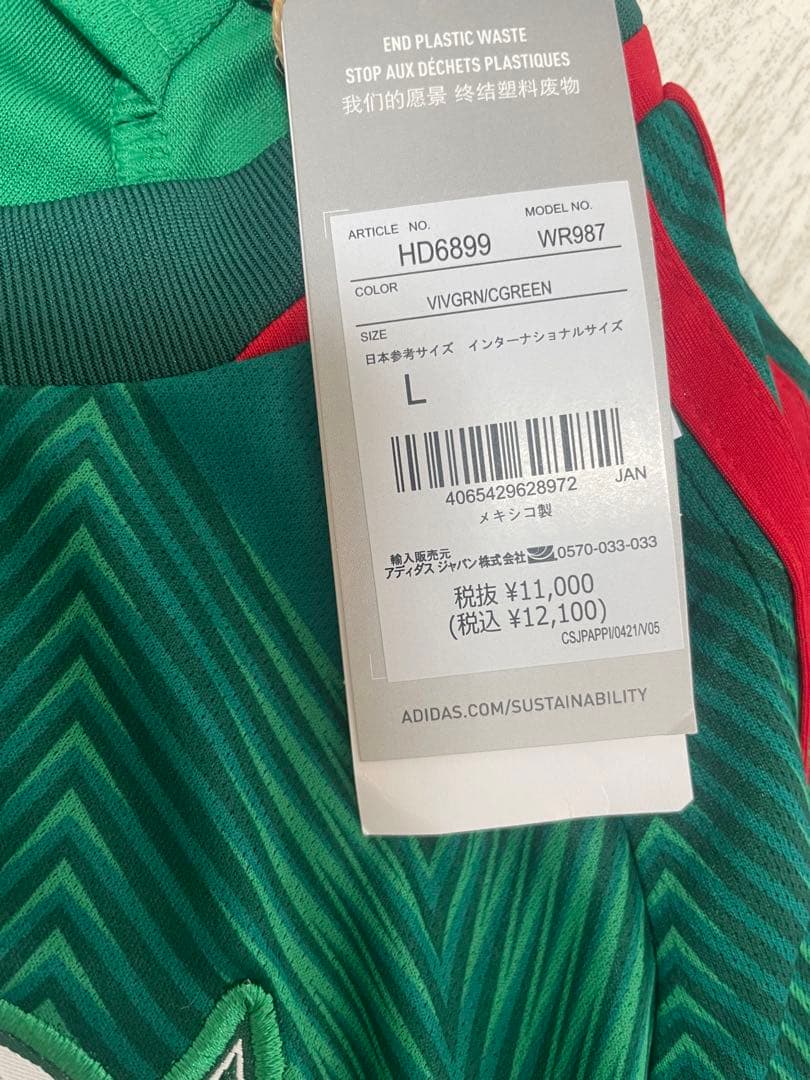 END PLASTIC WASTE
STOP AUX DÉCHETS PLASTIQUES
我们的愿景 终结塑料废物
ARTICLE NO. MODEL NO.
HD6899 WR987
COLOR
VIVGRN/CGREEN
SIZE
日本参考サイズ インターナショナルサイズ
L
4065429628972 JAN
メキシコ製
輸入販売元
アディダス ジャパン株式会社 0570-033-033
税抜 ¥11,000
(税込 ¥12,100)
CSJPAPPI/0421/V05
ADIDAS.COM/SUSTAINABILITY